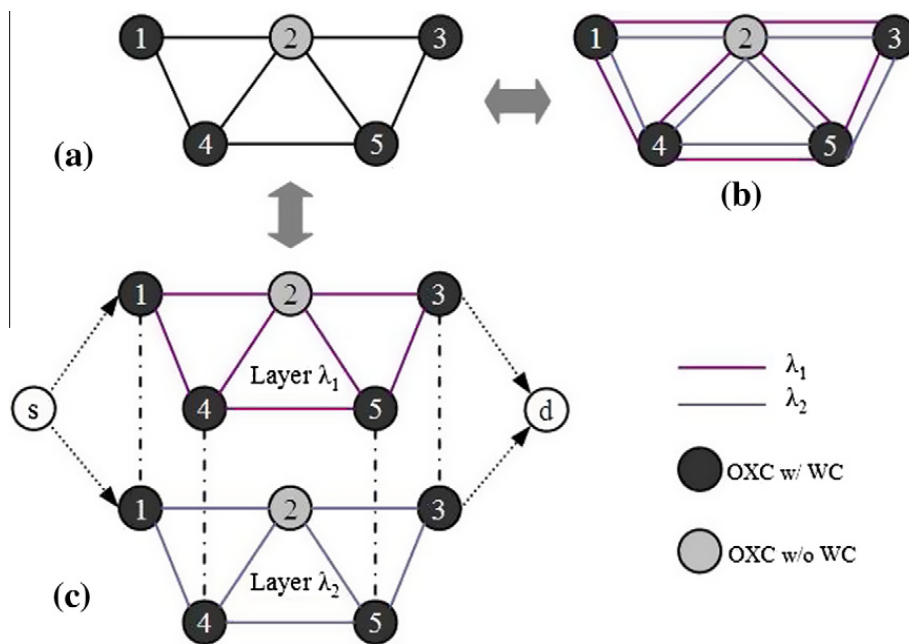 1 2 3 1 2 3
4 5 4 5
(a) (b)
1 2 3
Layer λ1
4 5
s d
λ1
λ2
OXC w/ WC
1 2 3
OXC w/o WC
Layer λ2
(c)
4 5